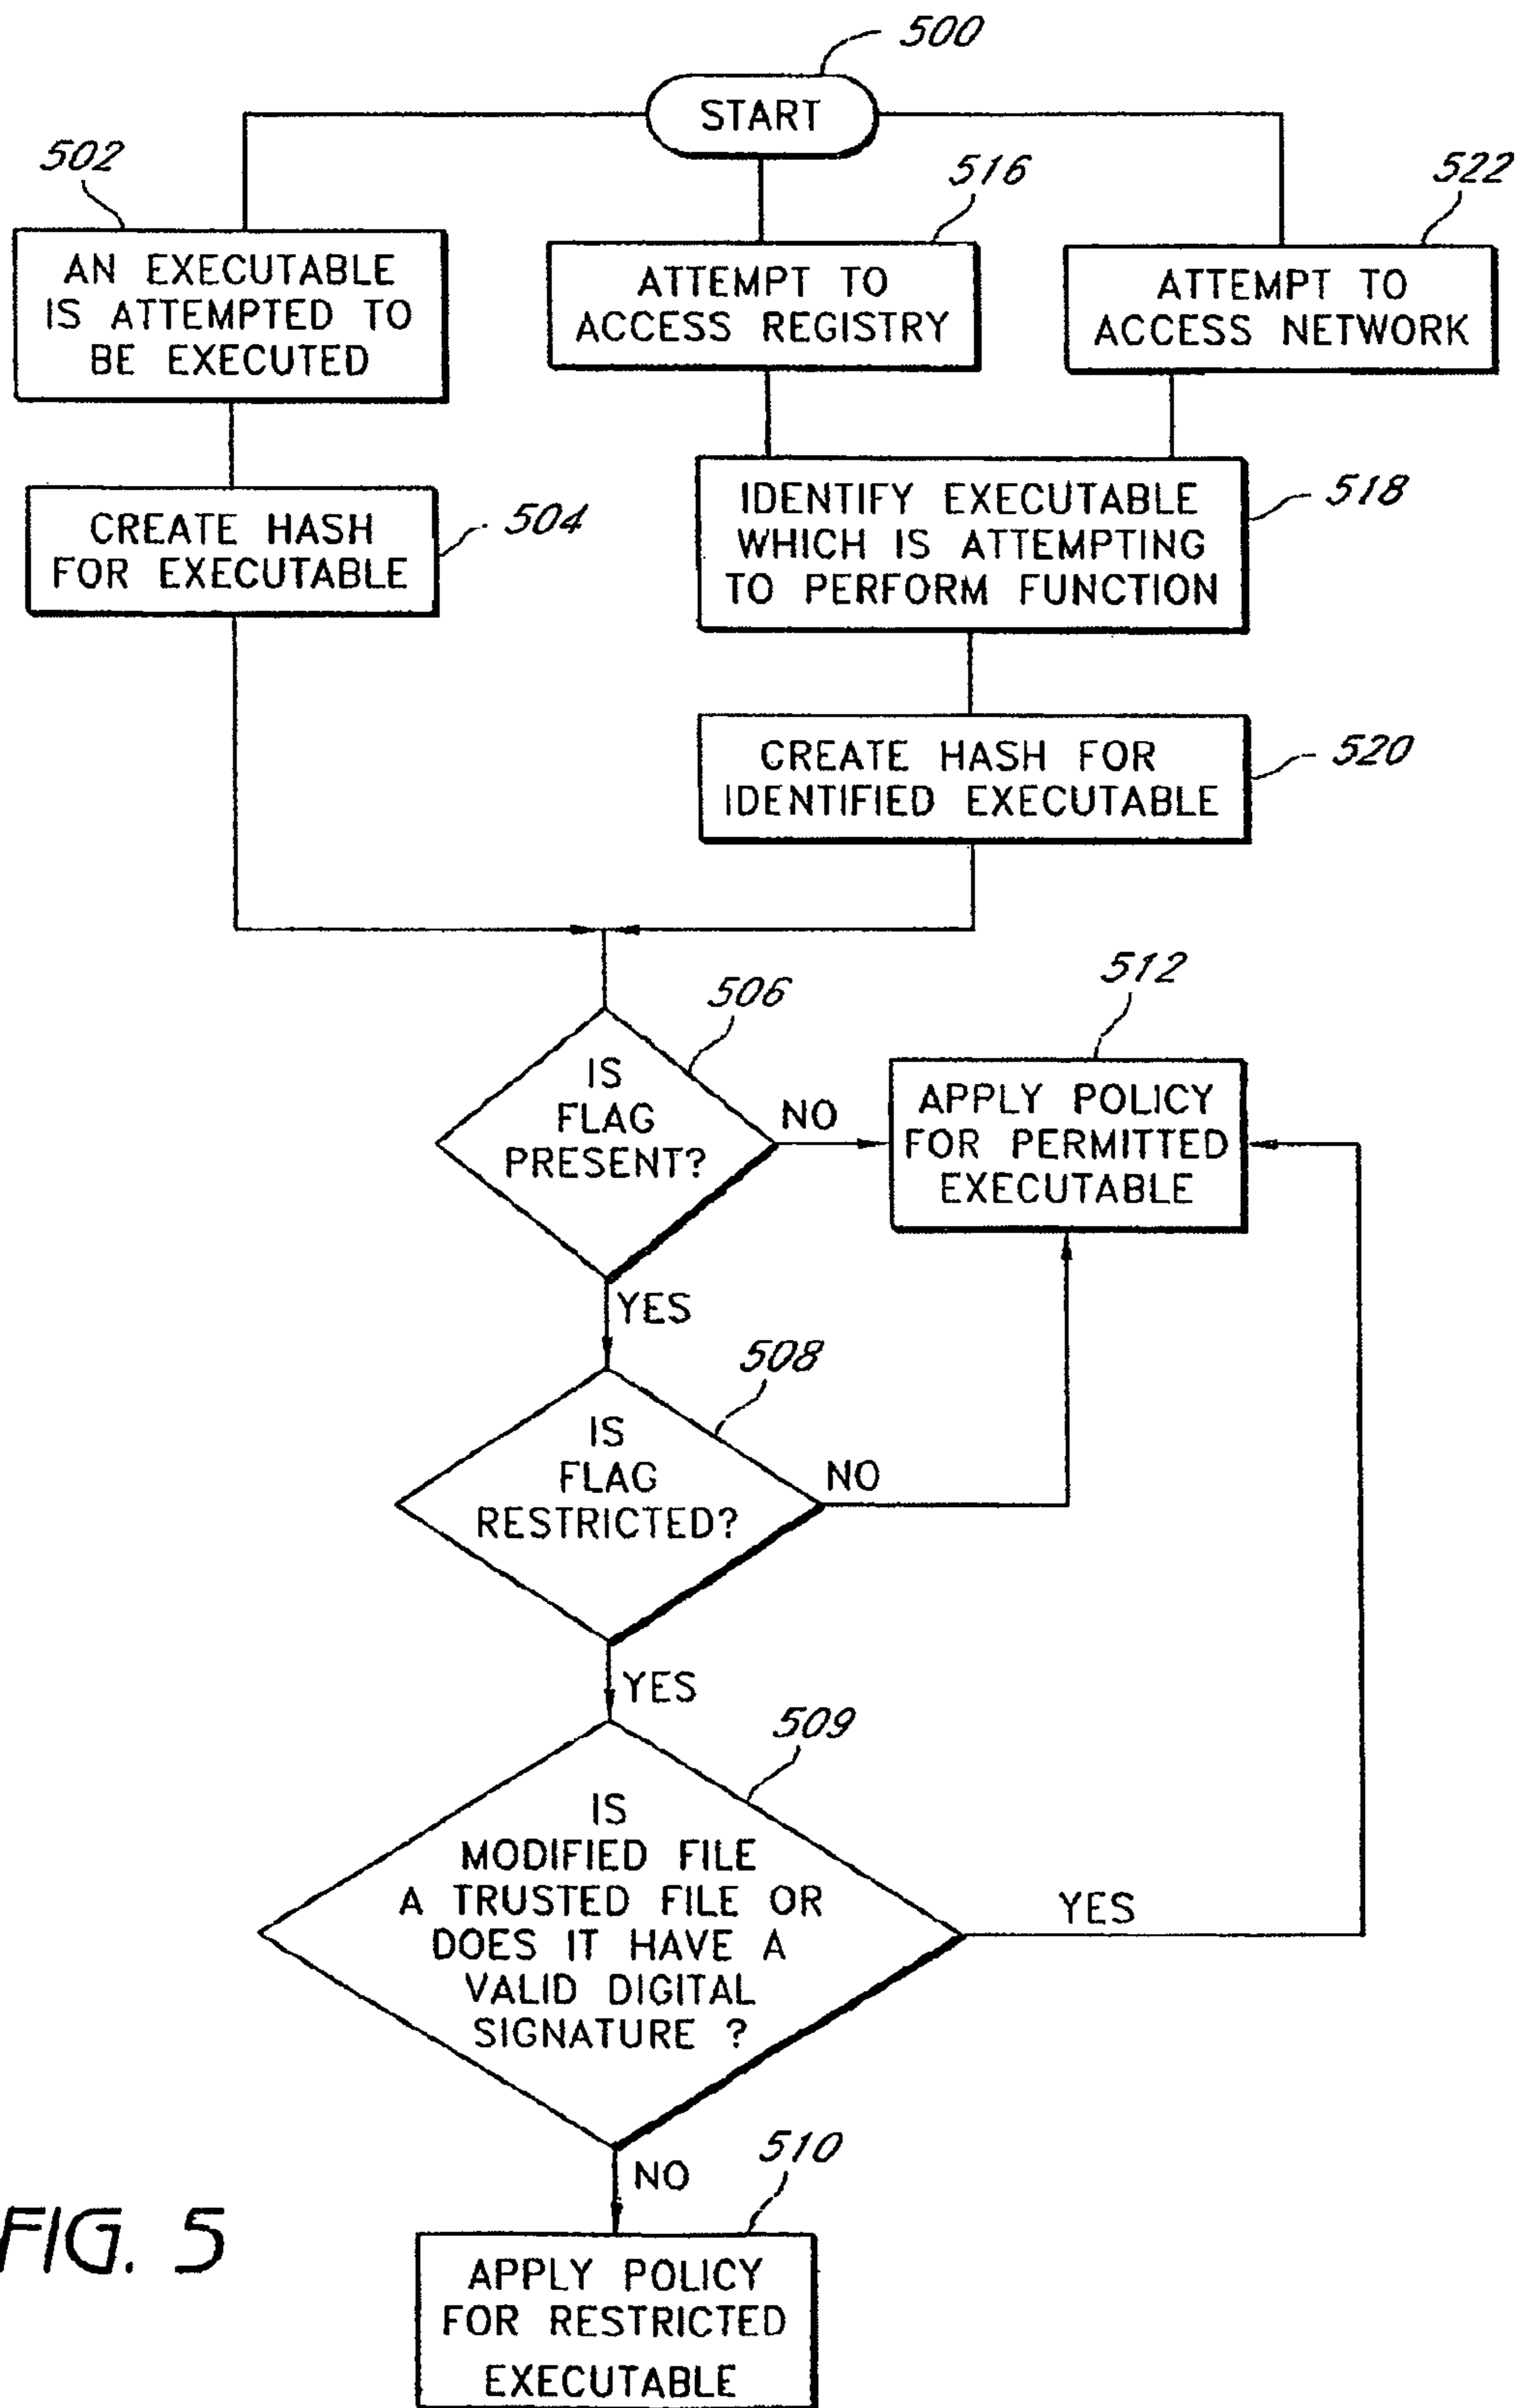 500
START
502
516
522
AN EXECUTABLE
IS ATTEMPTED TO
BE EXECUTED
ATTEMPT TO
ACCESS REGISTRY
ATTEMPT TO
ACCESS NETWORK
CREATE HASH
FOR EXECUTABLE
504
IDENTIFY EXECUTABLE
WHICH IS ATTEMPTING
TO PERFORM FUNCTION
518
CREATE HASH FOR
IDENTIFIED EXECUTABLE
520
506
IS
FLAG
PRESENT?
NO
512
APPLY POLICY
FOR PERMITTED
EXECUTABLE
YES
508
IS
FLAG
RESTRICTED?
NO
YES
509
IS
MODIFIED FILE
A TRUSTED FILE OR
DOES IT HAVE A
VALID DIGITAL
SIGNATURE ?
YES
NO
510
APPLY POLICY
FOR RESTRICTED
EXECUTABLE
FIG. 5